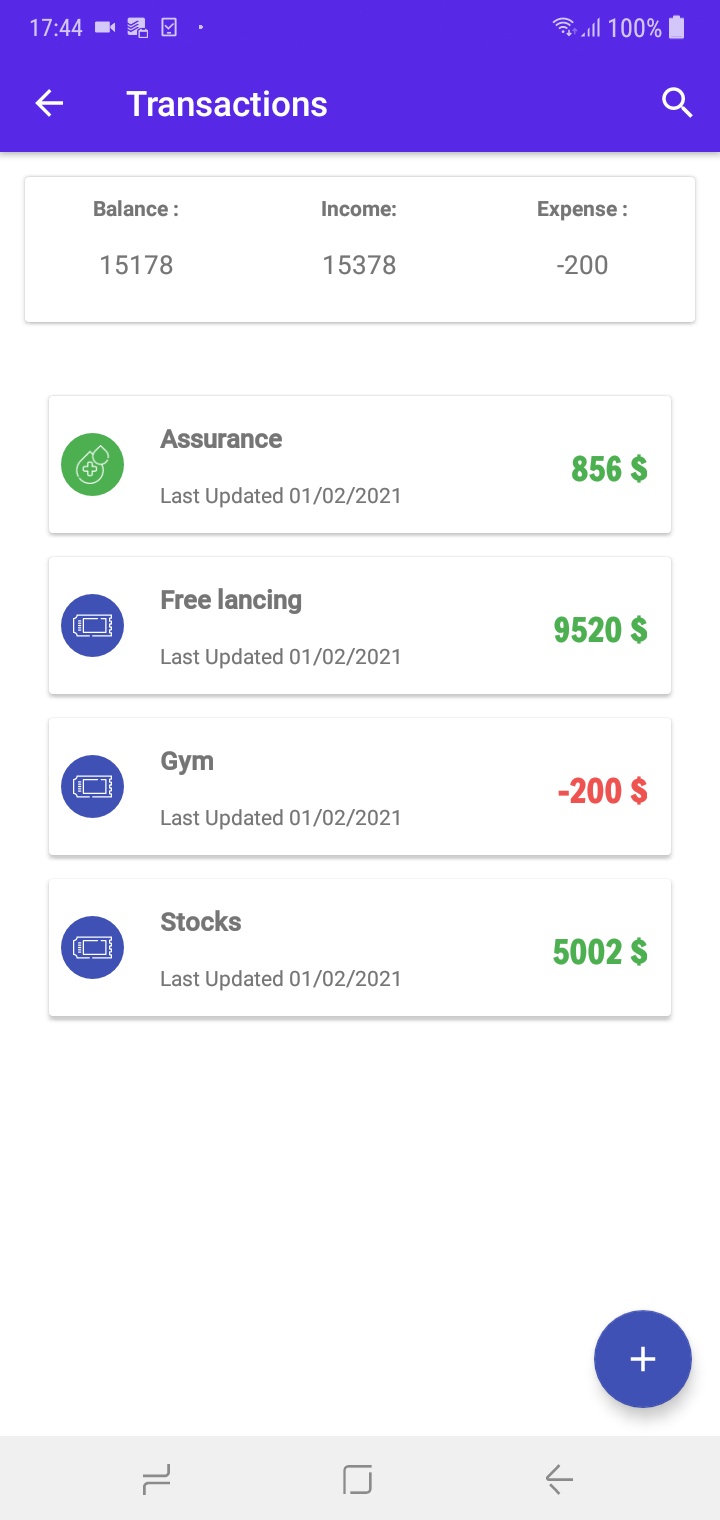 17:44 100%
Transactions
Balance : Income: Expense :
15178 15378 -200
Assurance
856 $
Last Updated 01/02/2021
Free lancing
9520 $
Last Updated 01/02/2021
Gym
-200 $
Last Updated 01/02/2021
Stocks
5002 $
Last Updated 01/02/2021